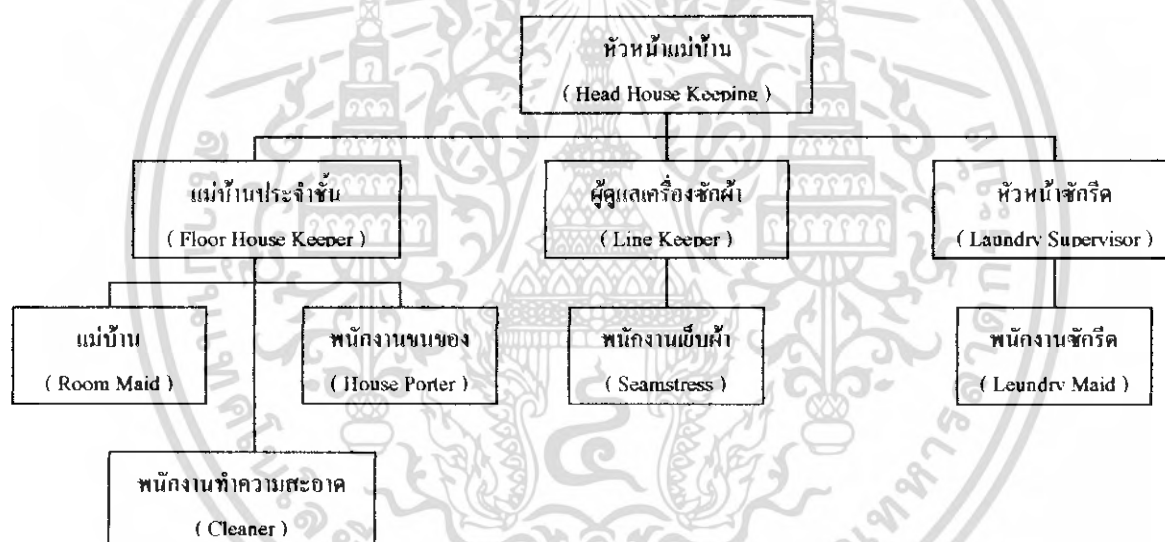 หัวหน้าแม่บ้าน
( Head House Keeping )
แม่บ้านประจำชั้น
( Floor House Keeper )
ผู้ดูแลเครื่องซักผ้า
( Line Keeper )
หัวหน้าซักรีด
( Laundry Supervisor )
แม่บ้าน
( Room Maid )
พนักงานขนของ
( House Porter )
พนักงานเย็บผ้า
( Seamstress )
พนักงานซักรีด
( Leundry Maid )
พนักงานทำความสะอาด
( Cleaner )